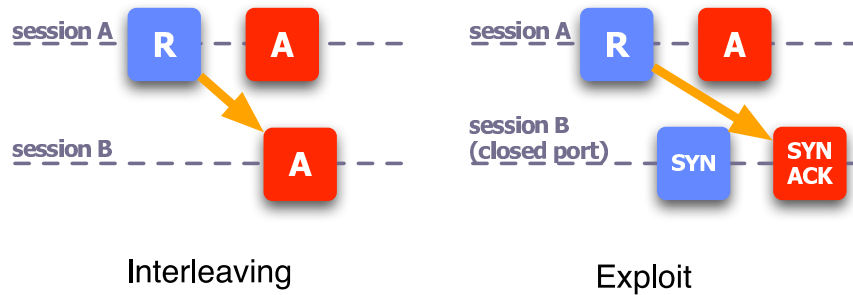 session A
R
A
session B
A
Interleaving
session A
R
A
session B
(closed port)
SYN
SYN
ACK
Exploit